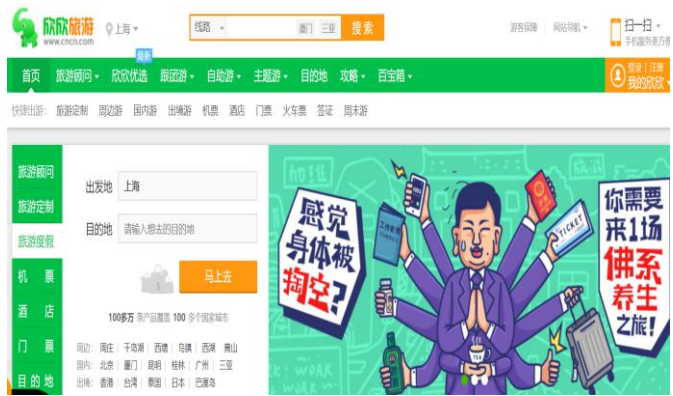 欣欣旅游
www.cncn.com
上海
线路
厦门 三亚
搜索
游客保障 网站导航
扫一扫
手机服务更方便
最新
首页 旅游顾问 欣欣优选 跟团游 自助游 主题游 目的地 攻略 百宝箱
登录 | 注册
我的欣欣
快捷出游: 旅游定制 周边游 国内游 出境游 机票 酒店 门票 火车票 签证 周末游
旅游顾问
旅游定制
旅游度假
机票
酒店
门票
目的地
出发地 上海
目的地 请输入想去的目的地
马上去
100多万 条产品覆盖 100 多个国家城市
周边: 周庄 | 千岛湖 | 西塘 | 乌镇 | 西湖 | 黄山
国内: 北京 | 厦门 | 昆明 | 桂林 | 广州 | 三亚
出境: 香港 | 台湾 | 泰国 | 日本 | 巴厘岛
感觉
身体被
掏空?
TICKET
TEA
你需要
来1场
佛系
养生
之旅!